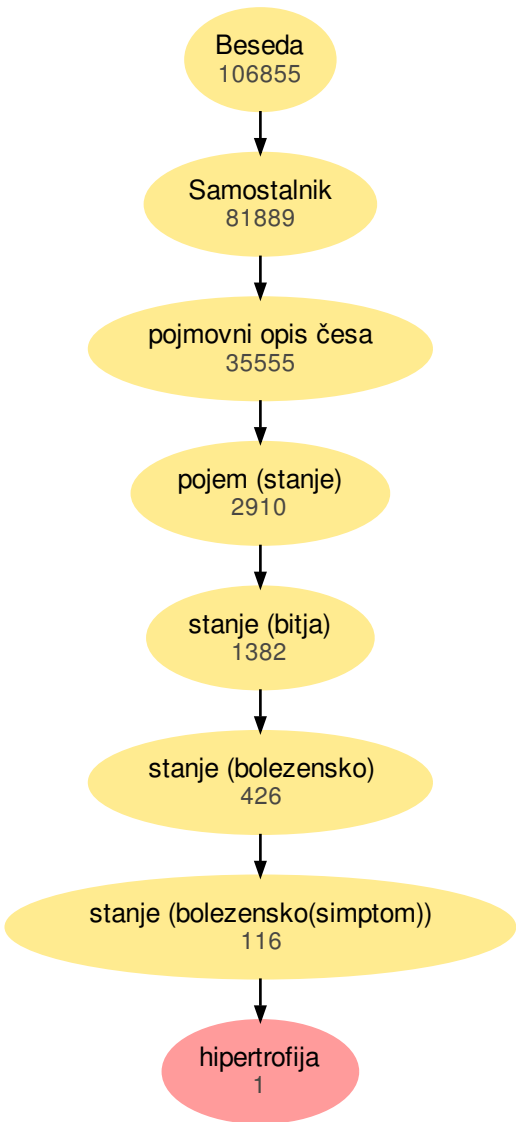 Beseda
106855
Samostalnik
81889
pojmovni opis česa
35555
pojem (stanje)
2910
stanje (bitja)
1382
stanje (bolezensko)
426
stanje (bolezensko(simptom))
116
hipertrofija
1